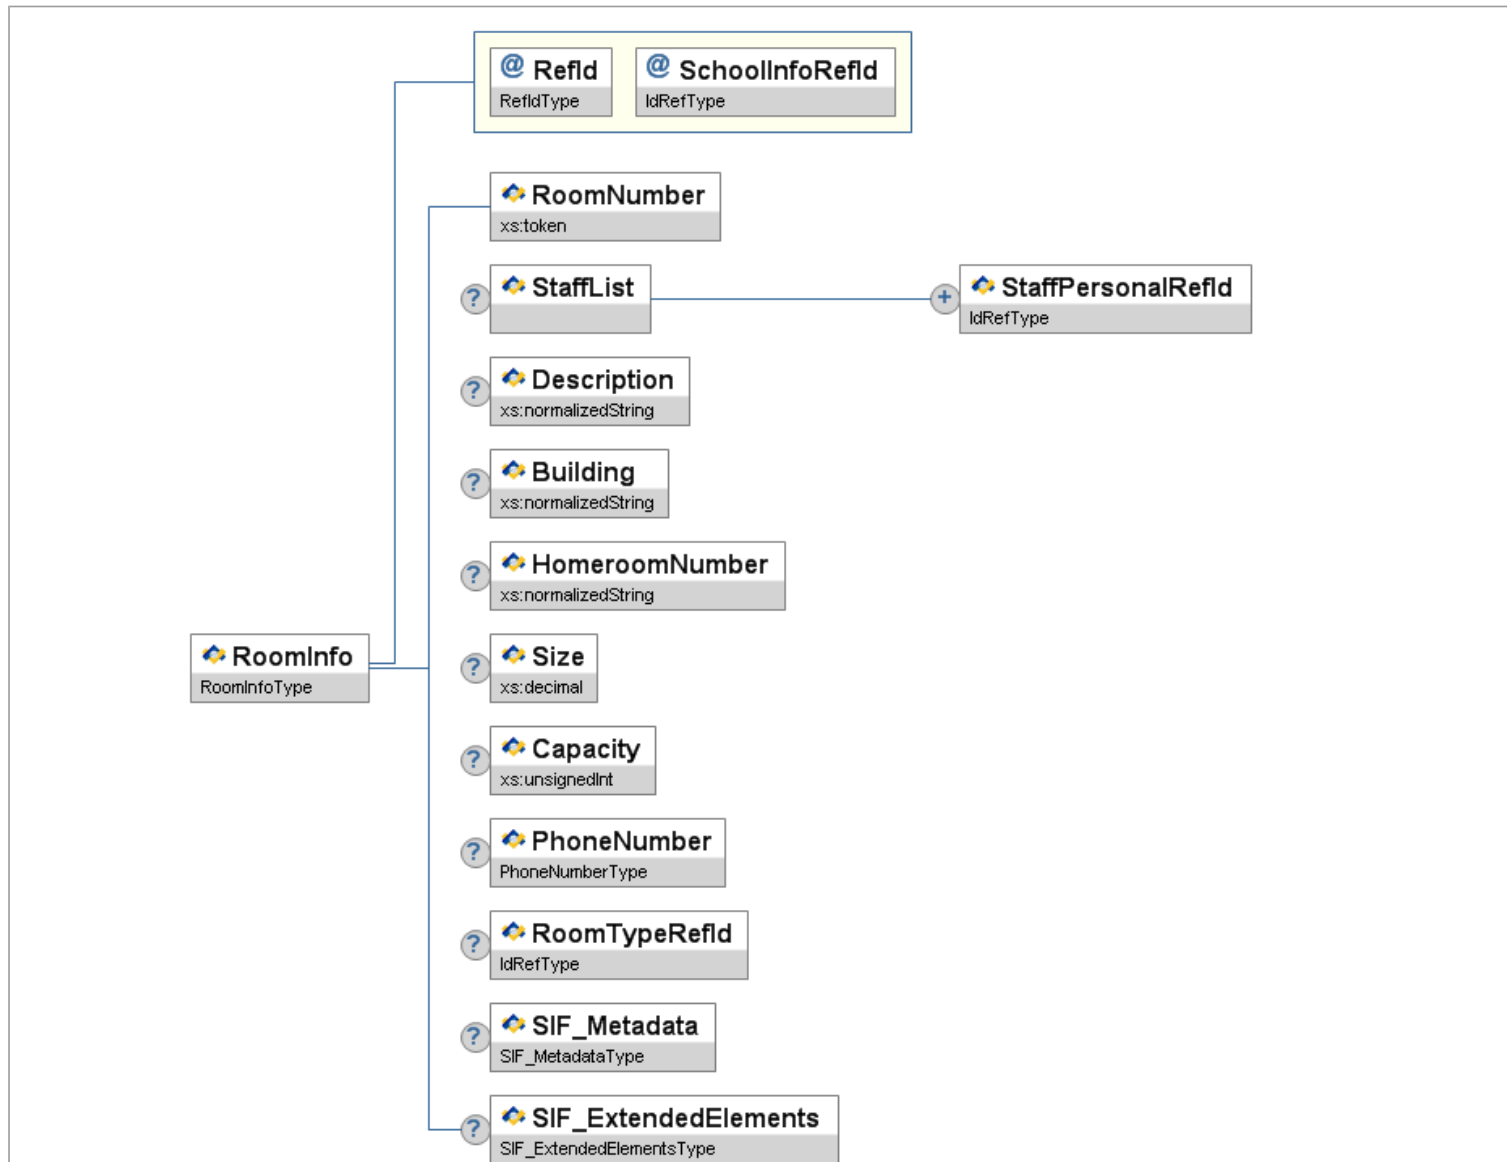 @ RefId
RefIdType
@ SchoolInfoRefId
IdRefType
RoomNumber
xs:token
? StaffList
+ StaffPersonalRefId
IdRefType
? Description
xs:normalizedString
? Building
xs:normalizedString
? HomeroomNumber
xs:normalizedString
RoomInfo
RoomInfoType
? Size
xs:decimal
? Capacity
xs:unsignedInt
? PhoneNumber
PhoneNumberType
? RoomTypeRefId
IdRefType
? SIF_Metadata
SIF_MetadataType
? SIF_ExtendedElements
SIF_ExtendedElementsType